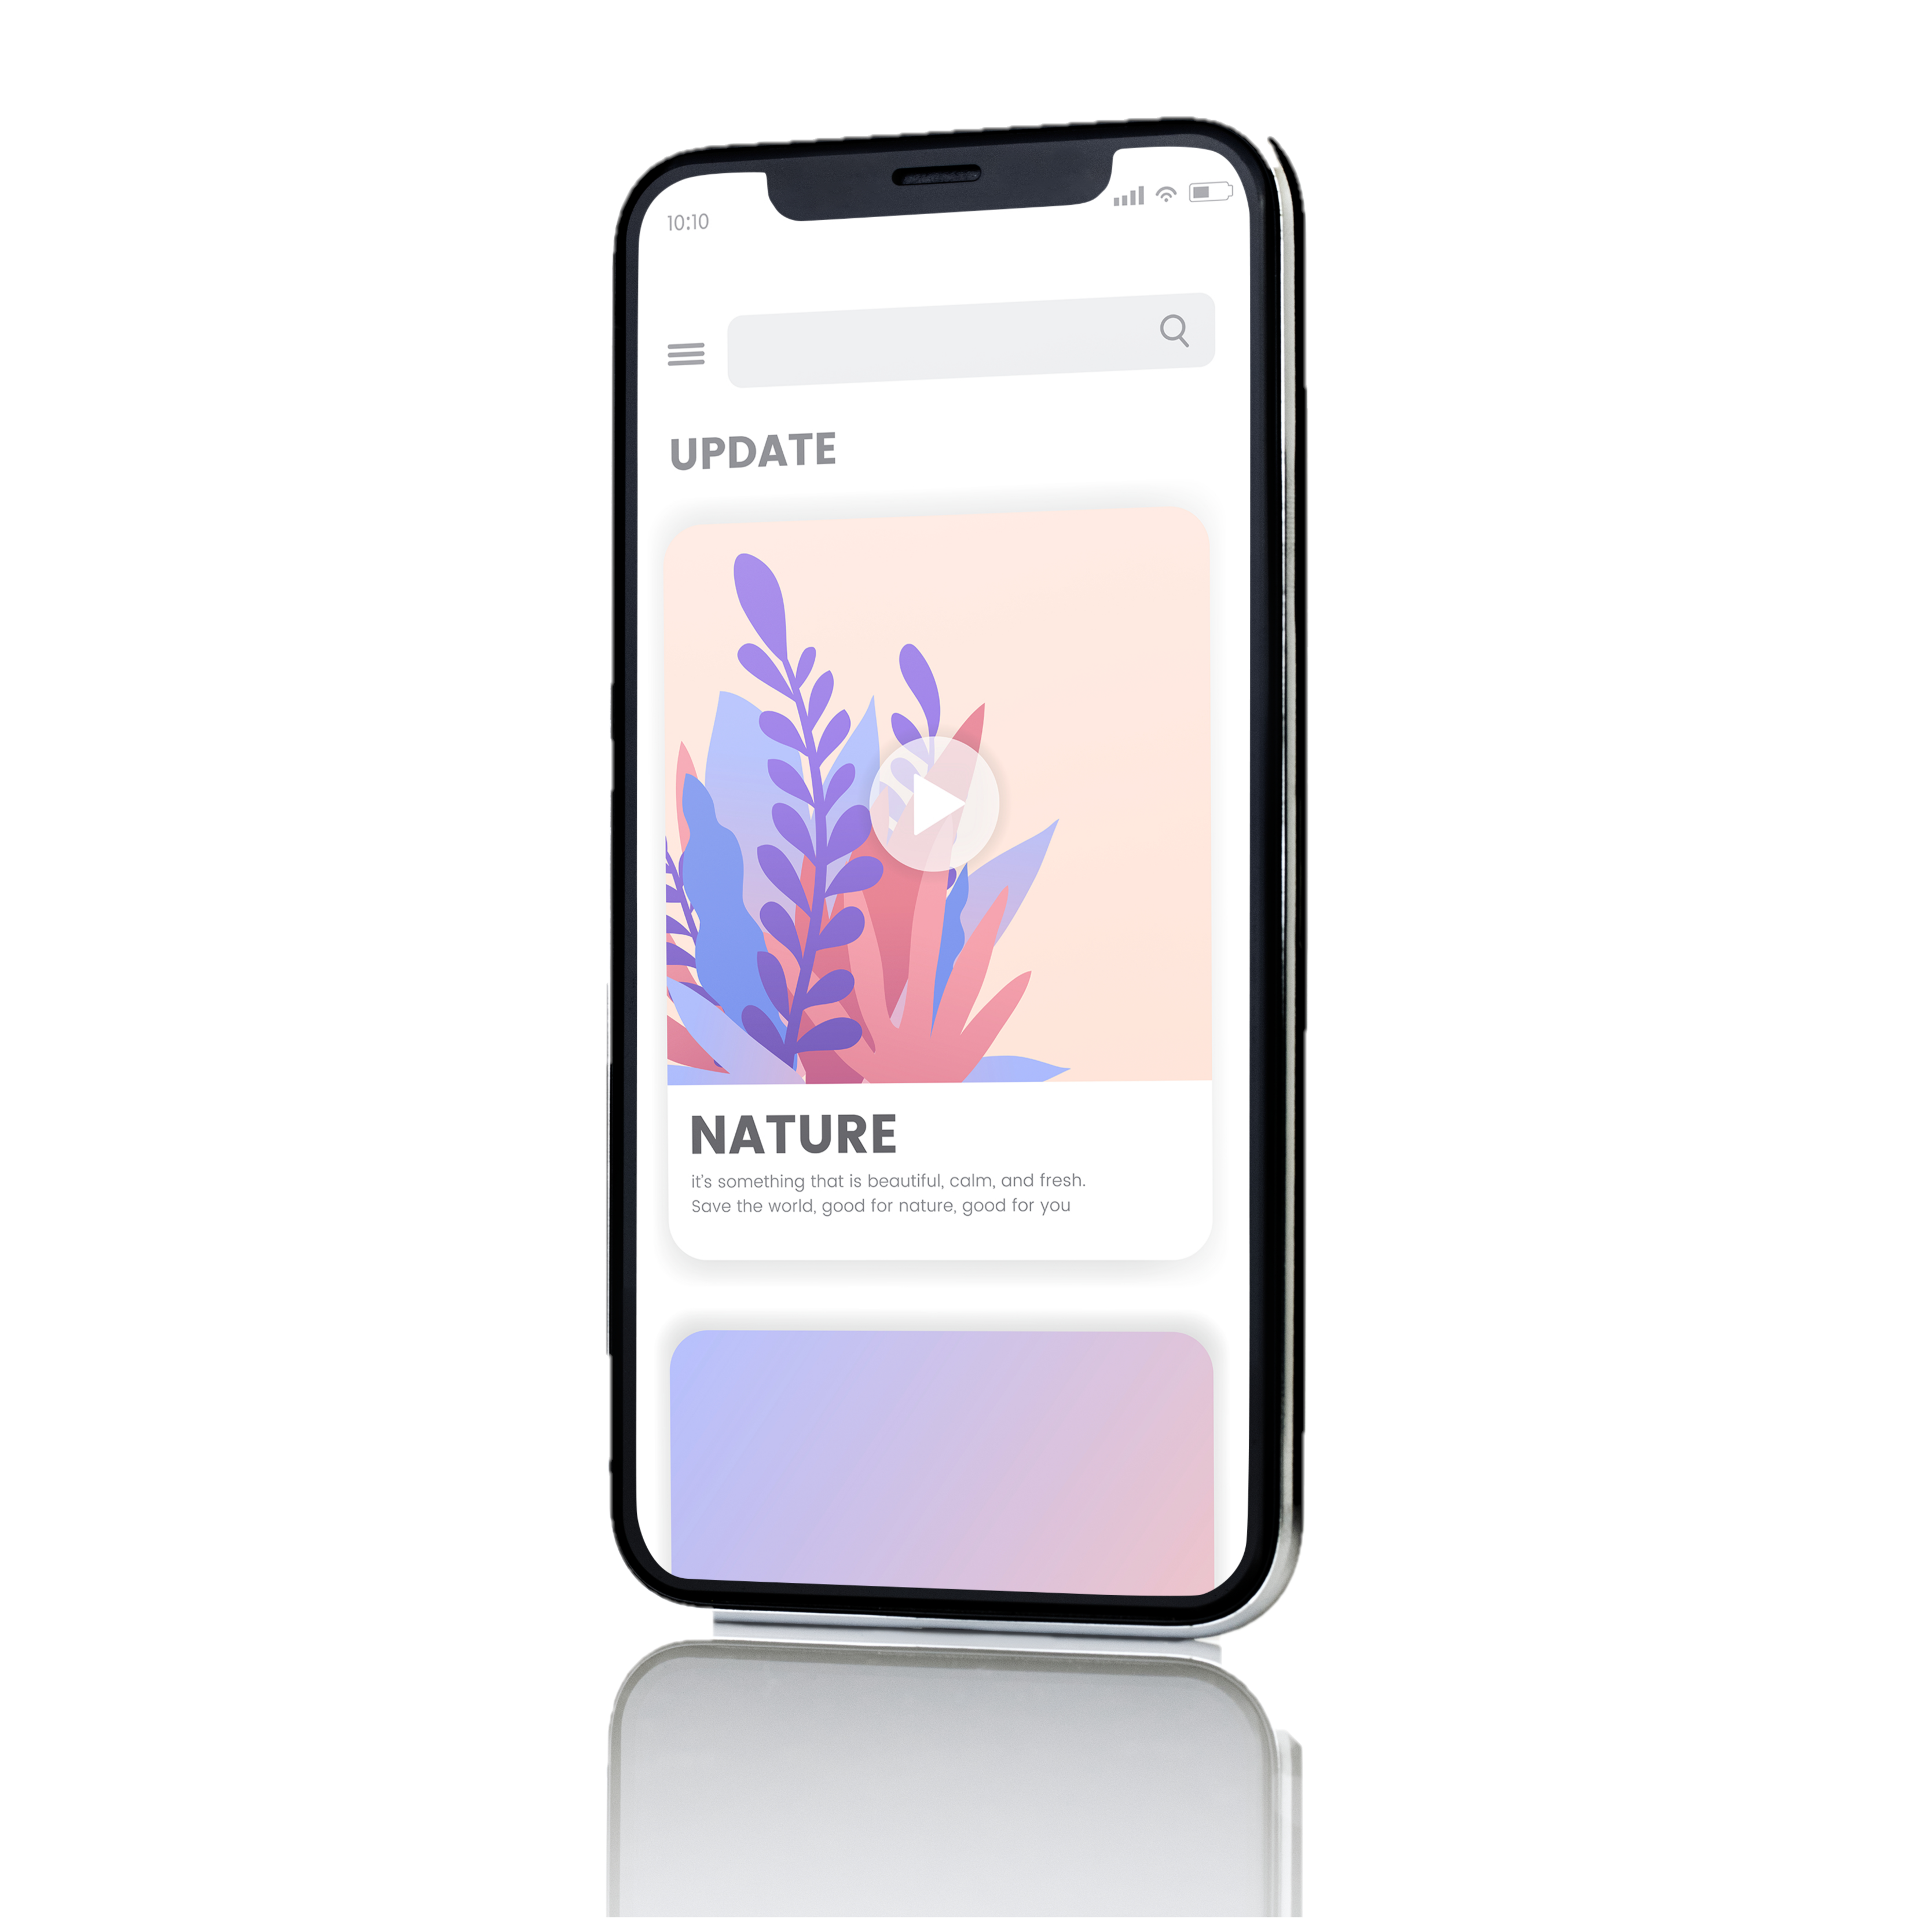 10:10
UPDATE
NATURE
it's something that is beautiful, calm, and fresh.
Save the world, good for nature, good for you